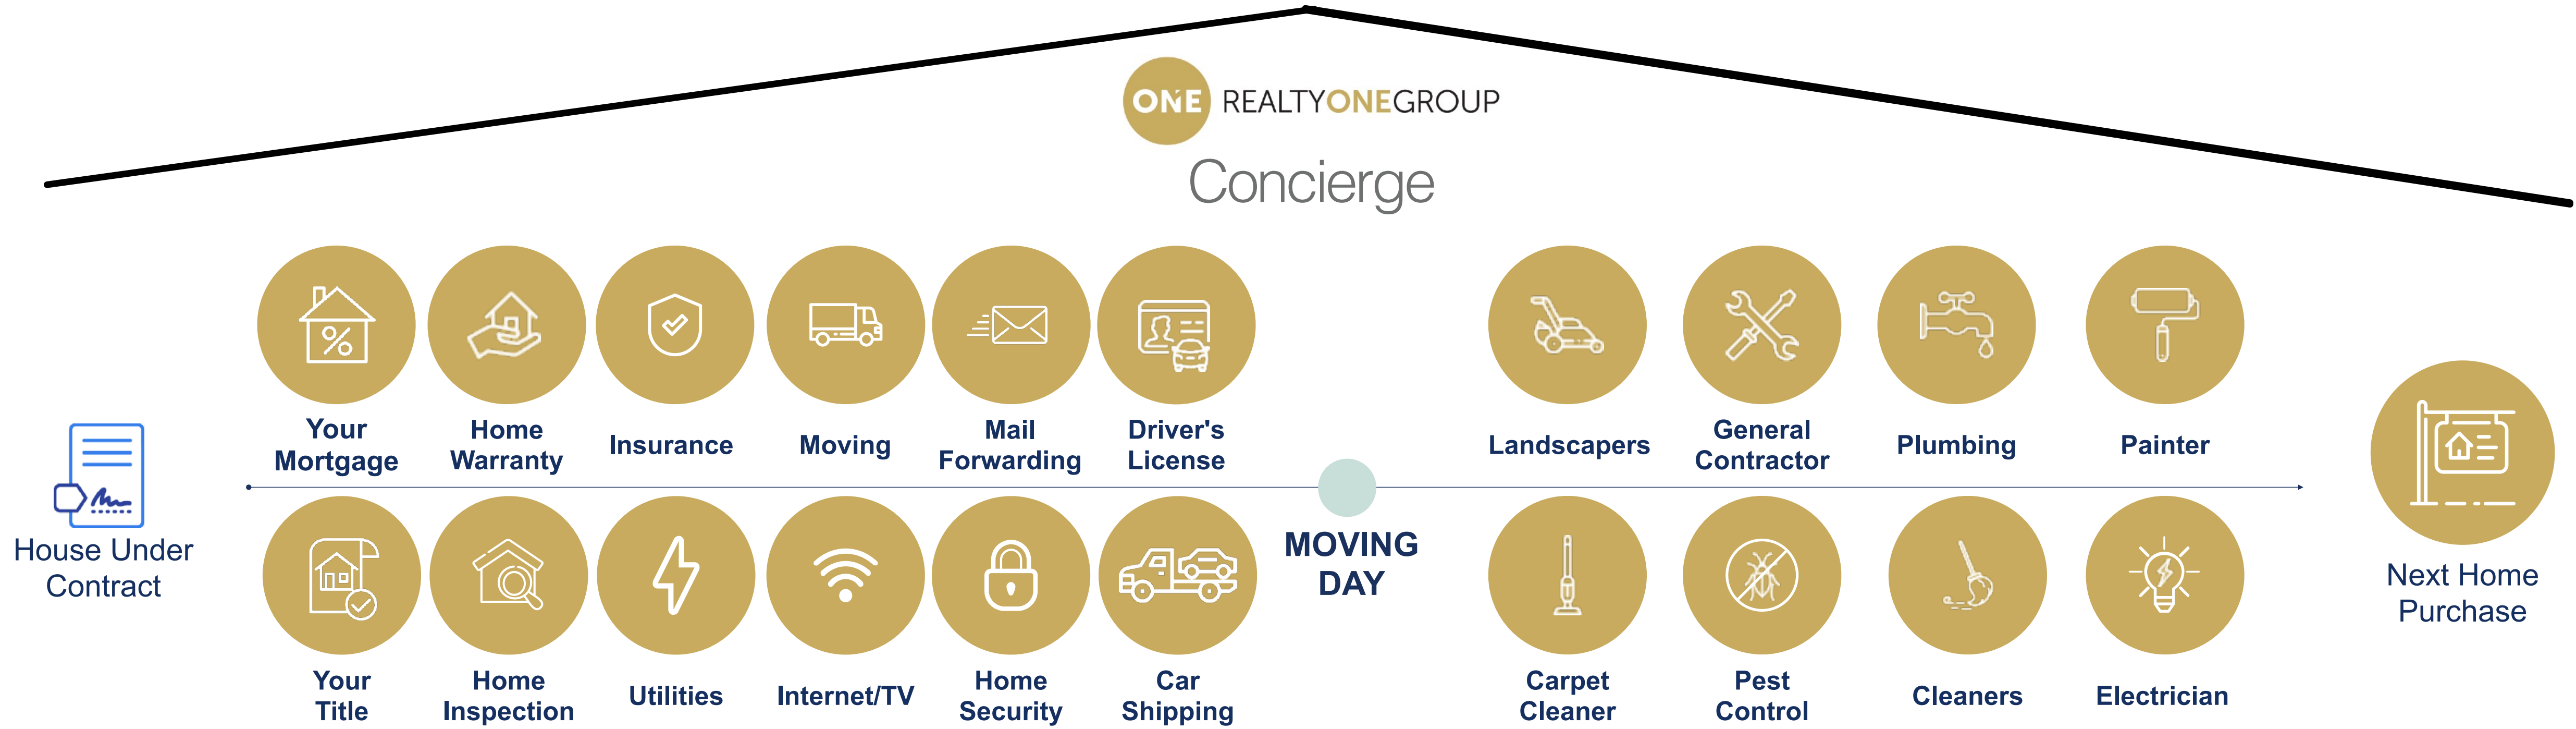 ONE REALTYONEGROUP
Concierge
Your
Mortgage
Home
Warranty
Insurance
Moving
Mail
Forwarding
Driver's
License
Landscapers
General
Contractor
Plumbing
Painter
House Under
Contract
MOVING
DAY
Next Home
Purchase
Your
Title
Home
Inspection
Utilities
Internet/TV
Home
Security
Car
Shipping
Carpet
Cleaner
Pest
Control
Cleaners
Electrician